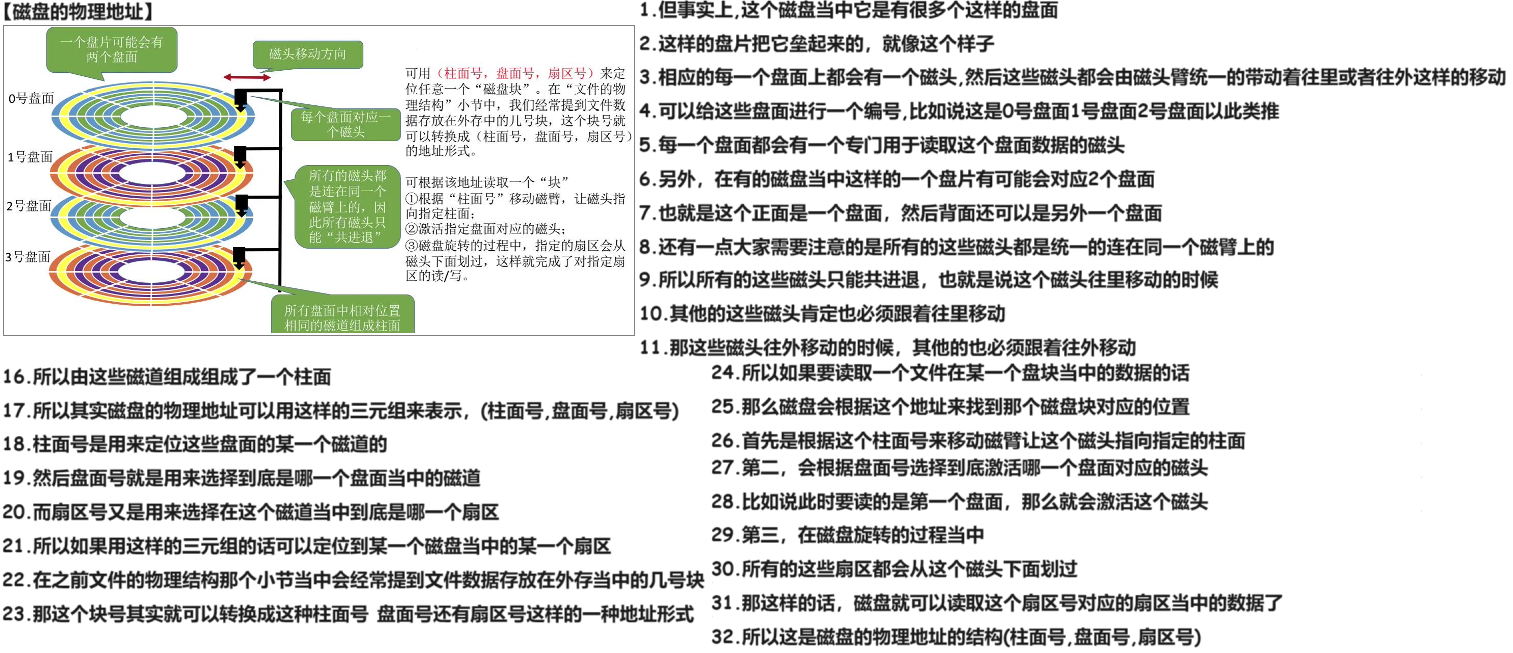 【磁盘的物理地址】
一个盘片可能会有
两个盘面
磁头移动方向
0号盘面
每个盘面对应一
个磁头
1号盘面
所有的磁头都
是连在同一个
磁臂上的，因
此所有磁头只
能“共进退”
2号盘面
3号盘面
所有盘面中相对位置
相同的磁道组成柱面
可用（柱面号，盘面号，扇区号）来定
位任意一个“磁盘块”。在“文件的物
理结构”小节中，我们经常提到文件数
据存放在外存中的几号块，这个块号就
可以转换成（柱面号，盘面号，扇区号）
的地址形式。
可根据该地址读取一个“块”
①根据“柱面号”移动磁臂，让磁头指
向指定柱面；
②激活指定盘面对应的磁头；
③磁盘旋转的过程中，指定的扇区会从
磁头下面划过，这样就完成了对指定扇
区的读/写。
1.但事实上,这个磁盘当中它是有很多个这样的盘面
2.这样的盘片把它垒起来的，就像这个样子
3.相应的每一个盘面上都会有一个磁头,然后这些磁头都会由磁头臂统一的带动着往里或者往外这样的移动
4.可以给这些盘面进行一个编号,比如说这是0号盘面1号盘面2号盘面以此类推
5.每一个盘面都会有一个专门用于读取这个盘面数据的磁头
6.另外，在有的磁盘当中这样的一个盘片有可能会对应2个盘面
7.也就是这个正面是一个盘面，然后背面还可以是另外一个盘面
8.还有一点大家需要注意的是所有的这些磁头都是统一的连在同一个磁臂上的
9.所以所有的这些磁头只能共进退，也就是说这个磁头往里移动的时候
10.其他的这些磁头肯定也必须跟着往里移动
11.那这些磁头往外移动的时候，其他的也必须跟着往外移动
16.所以由这些磁道组成组成了一个柱面
17.所以其实磁盘的物理地址可以用这样的三元组来表示，(柱面号,盘面号,扇区号)
18.柱面号是用来定位这些盘面的某一个磁道的
19.然后盘面号就是用来选择到底是哪一个盘面当中的磁道
20.而扇区号又是用来选择在这个磁道当中到底是哪一个扇区
21.所以如果用这样的三元组的话可以定位到某一个磁盘当中的某一个扇区
22.在之前文件的物理结构那个小节当中会经常提到文件数据存放在外存当中的几号块
23.那这个块号其实就可以转换成这种柱面号 盘面号还有扇区号这样的一种地址形式
24.所以如果要读取一个文件在某一个盘块当中的数据的话
25.那么磁盘会根据这个地址来找到那个磁盘块对应的位置
26.首先是根据这个柱面号来移动磁臂让这个磁头指向指定的柱面
27.第二，会根据盘面号选择到底激活哪一个盘面对应的磁头
28.比如说此时要读的是第一个盘面，那么就会激活这个磁头
29.第三，在磁盘旋转的过程当中
30.所有的这些扇区都会从这个磁头下面划过
31.那这样的话，磁盘就可以读取这个扇区号对应的扇区当中的数据了
32.所以这是磁盘的物理地址的结构(柱面号,盘面号,扇区号)